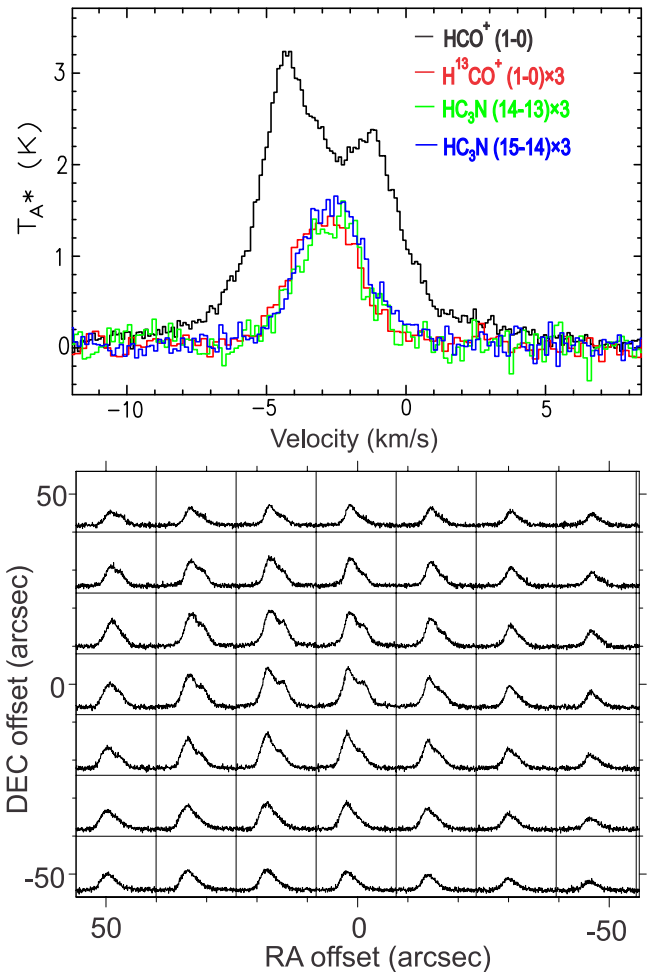 HCO⁺ (1-0)
H¹³CO⁺ (1-0)×3
HC₃N (14-13)×3
HC₃N (15-14)×3
T_A* (K)
3
2
1
0
−10
−5
0
5
Velocity (km/s)
DEC offset (arcsec)
50
0
-50
50
0
-50
RA offset (arcsec)